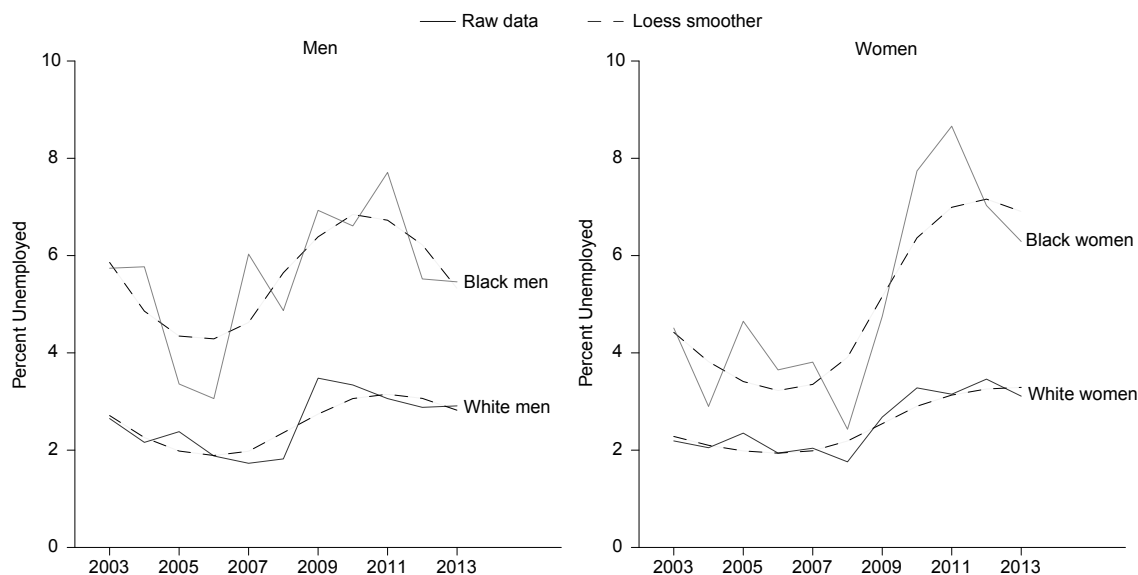 Raw data
Loess smoother
Men
Women
Percent Unemployed
10
8
6
4
2
0
Black men
White men
2003 2005 2007 2009 2011 2013
Percent Unemployed
10
8
6
4
2
0
Black women
White women
2003 2005 2007 2009 2011 2013